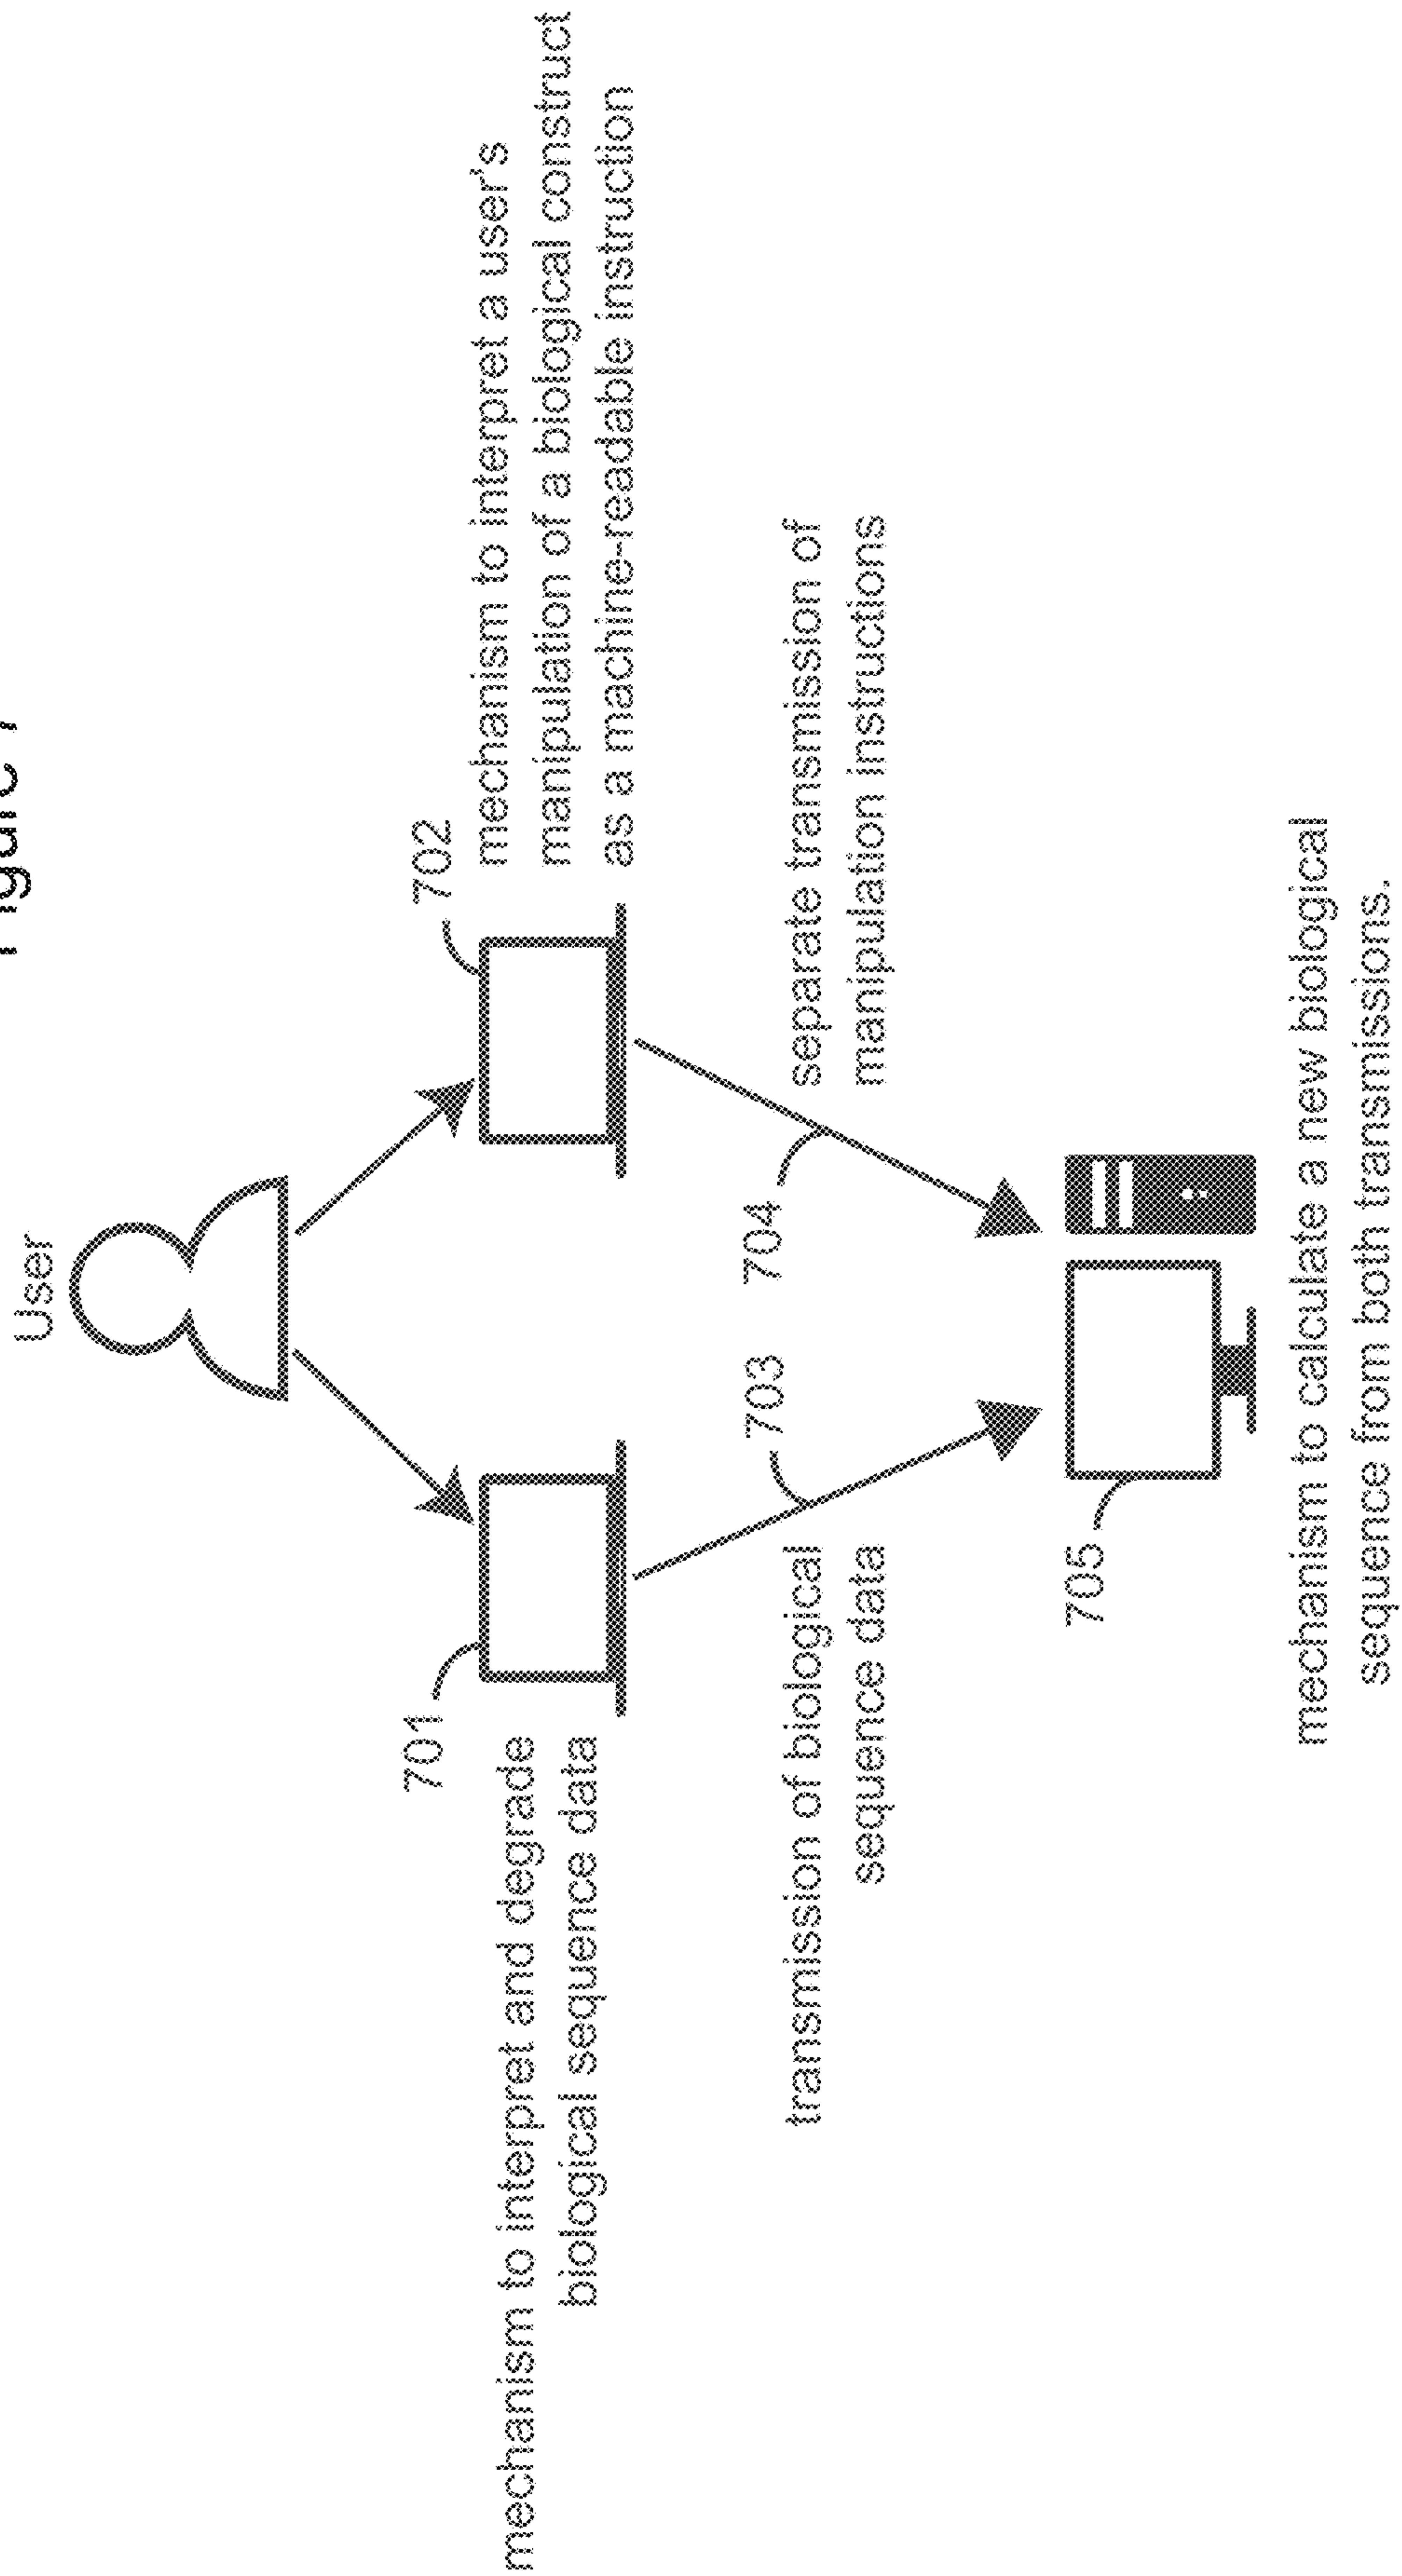 Figure 7
User
701
mechanism to interpret and degrade
biological sequence data
702
mechanism to interpret a user's
manipulation of a biological construct
as a machine-readable instruction
703
transmission of biological
sequence data
704
separate transmission of
manipulation instructions
705
mechanism to calculate a new biological
sequence from both transmissions.